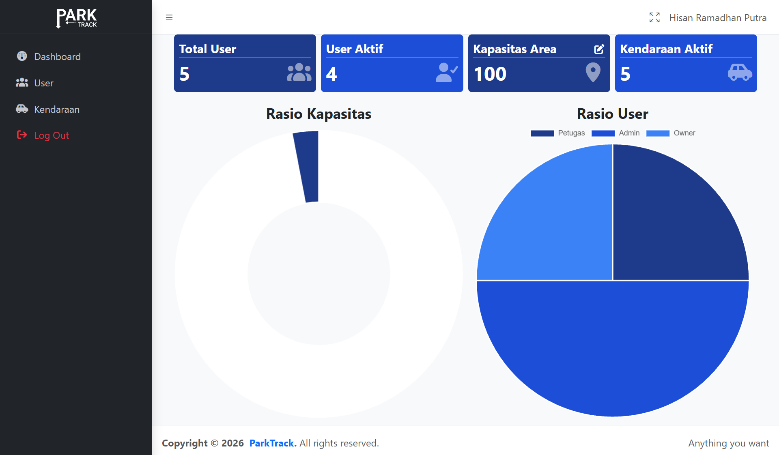 PARK
TRACK
Hisan Ramadhan Putra
Dashboard
User
Kendaraan
Log Out
Total User
5
User Aktif
4
Kapasitas Area
100
Kendaraan Aktif
5
Rasio Kapasitas
Rasio User
Petugas Admin Owner
Copyright © 2026 ParkTrack. All rights reserved.
Anything you want